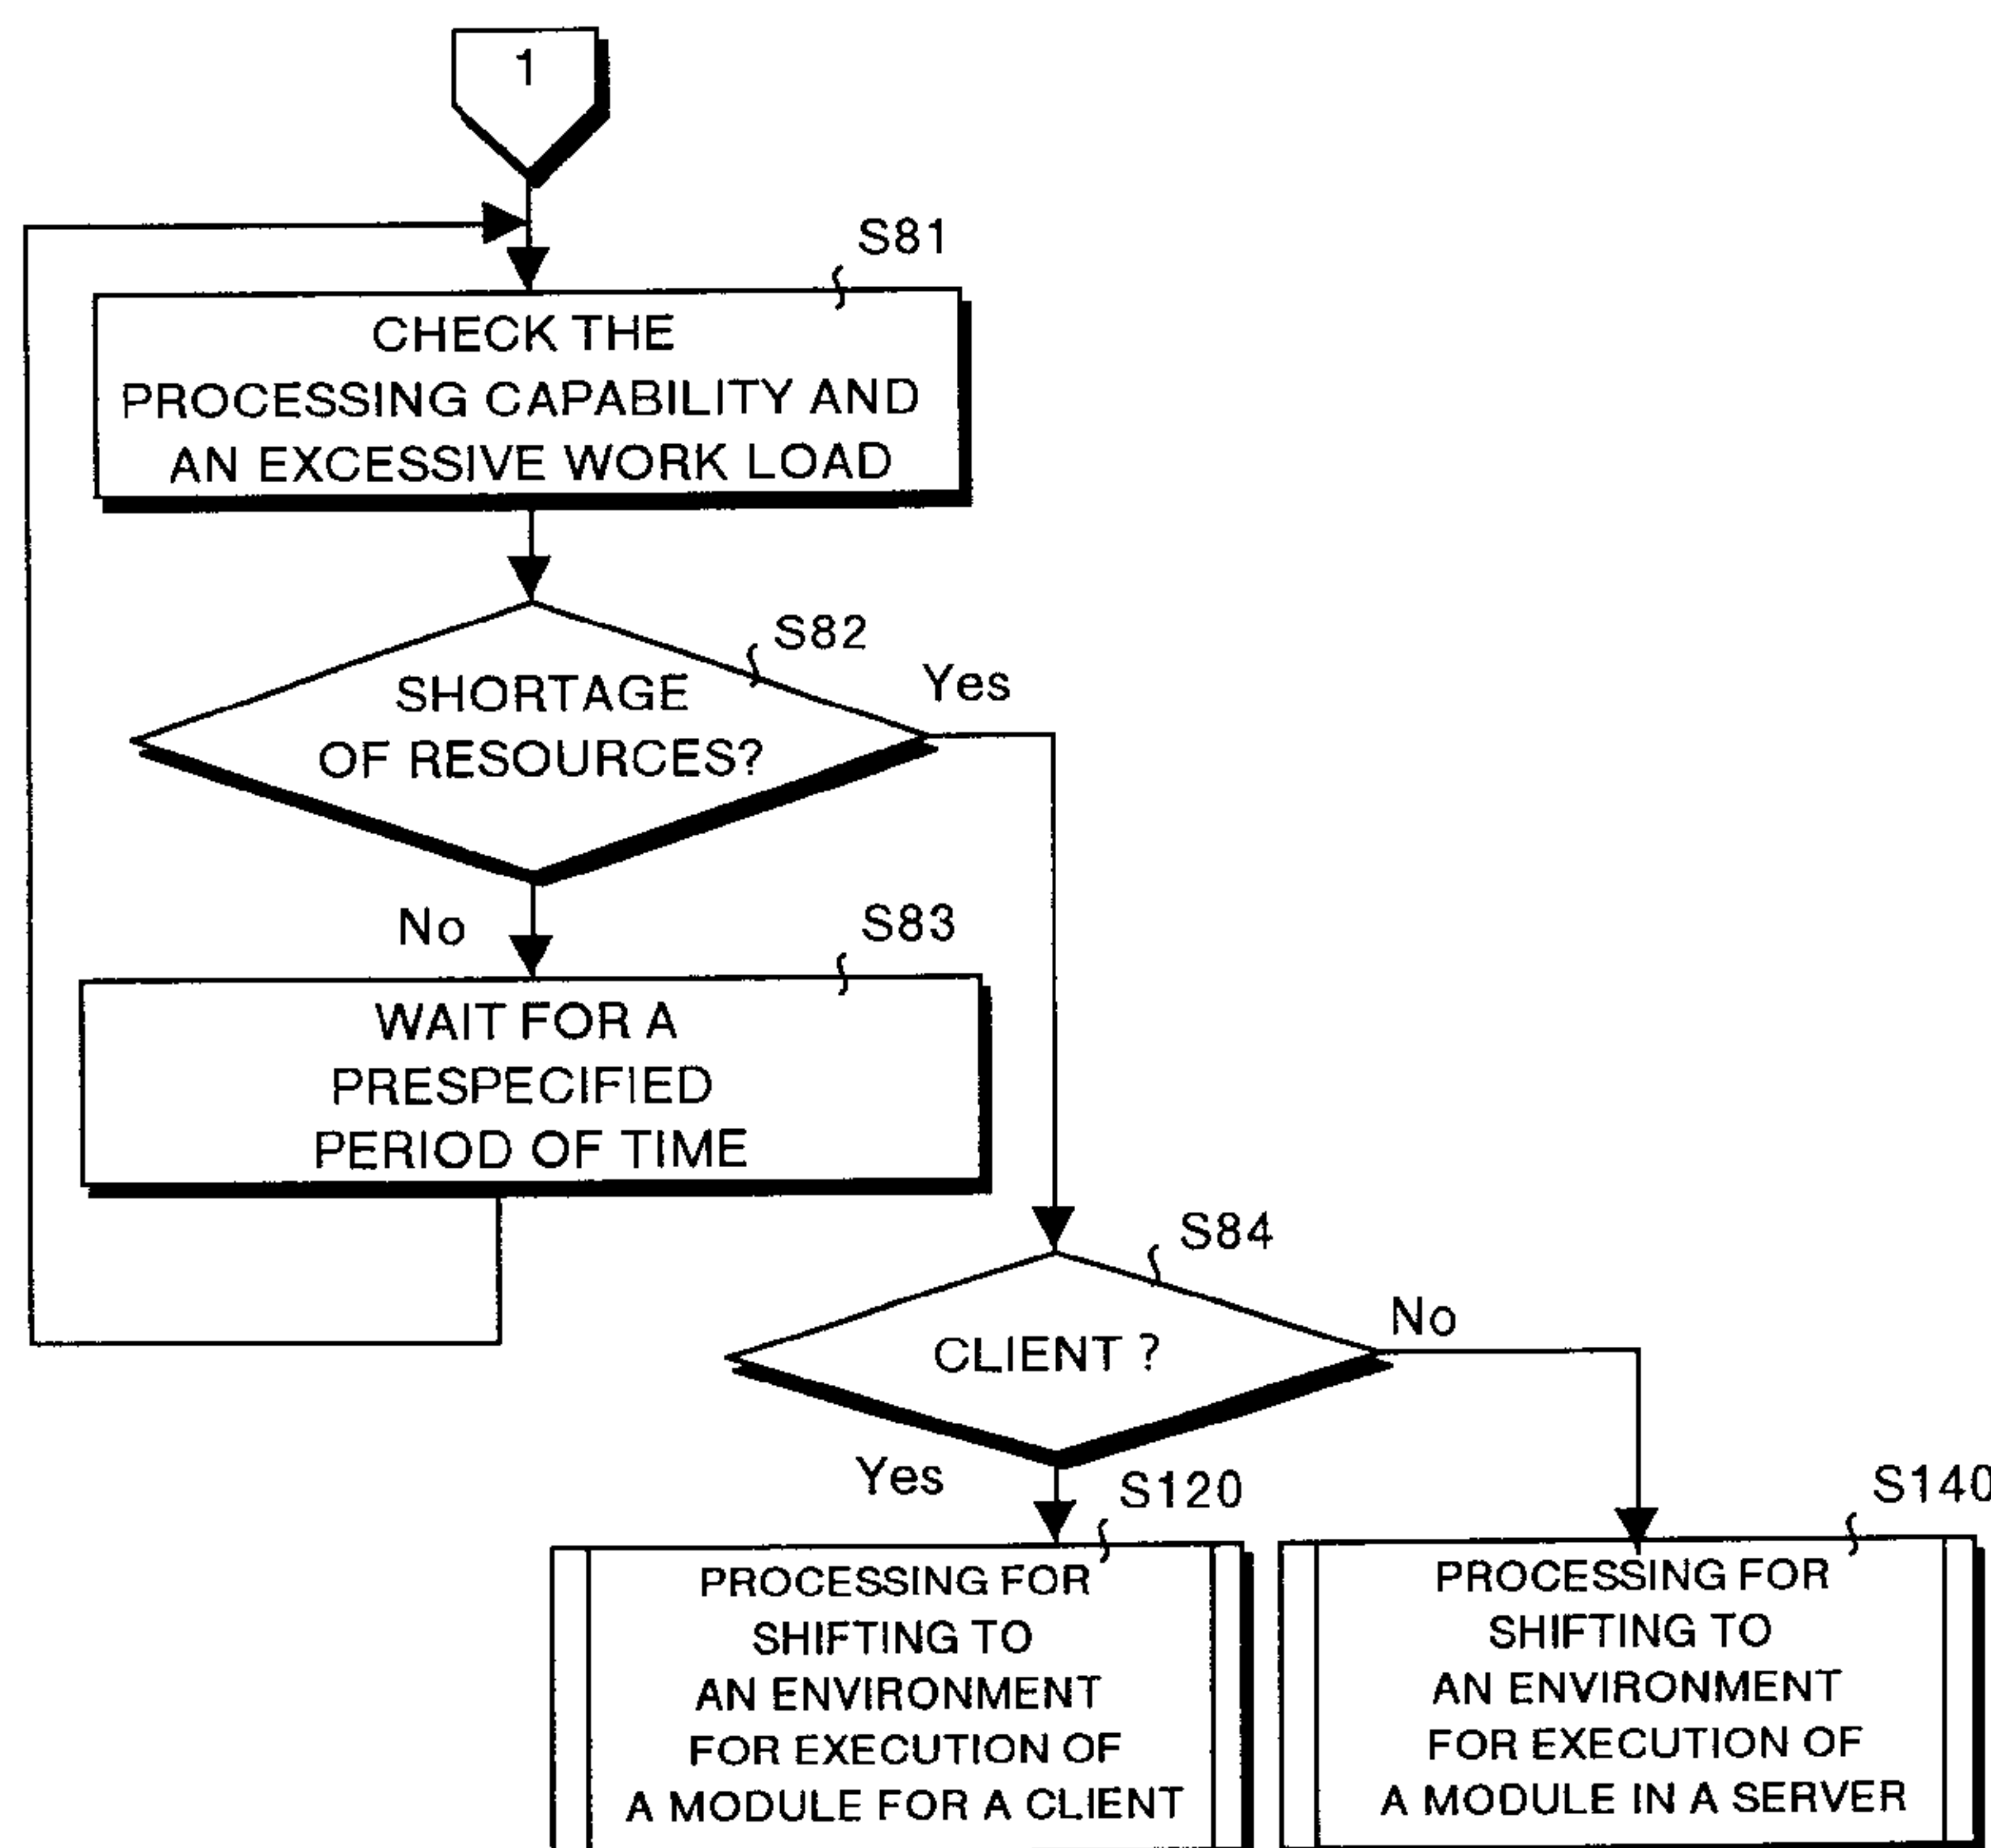 1
S81
CHECK THE
PROCESSING CAPABILITY AND
AN EXCESSIVE WORK LOAD
S82
SHORTAGE
OF RESOURCES?
Yes
No
S83
WAIT FOR A
PRESPECIFIED
PERIOD OF TIME
S84
CLIENT ?
No
Yes
S120
PROCESSING FOR
SHIFTING TO
AN ENVIRONMENT
FOR EXECUTION OF
A MODULE FOR A CLIENT
S140
PROCESSING FOR
SHIFTING TO
AN ENVIRONMENT
FOR EXECUTION OF
A MODULE IN A SERVER